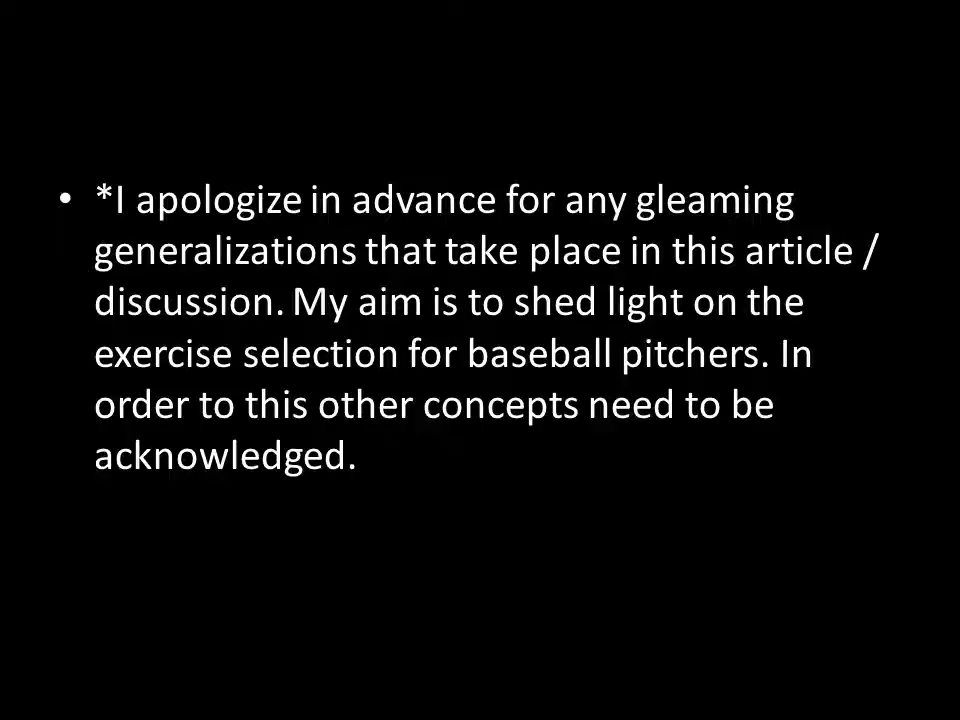 • *I apologize in advance for any gleaming
generalizations that take place in this article /
discussion. My aim is to shed light on the
exercise selection for baseball pitchers. In
order to this other concepts need to be
acknowledged.